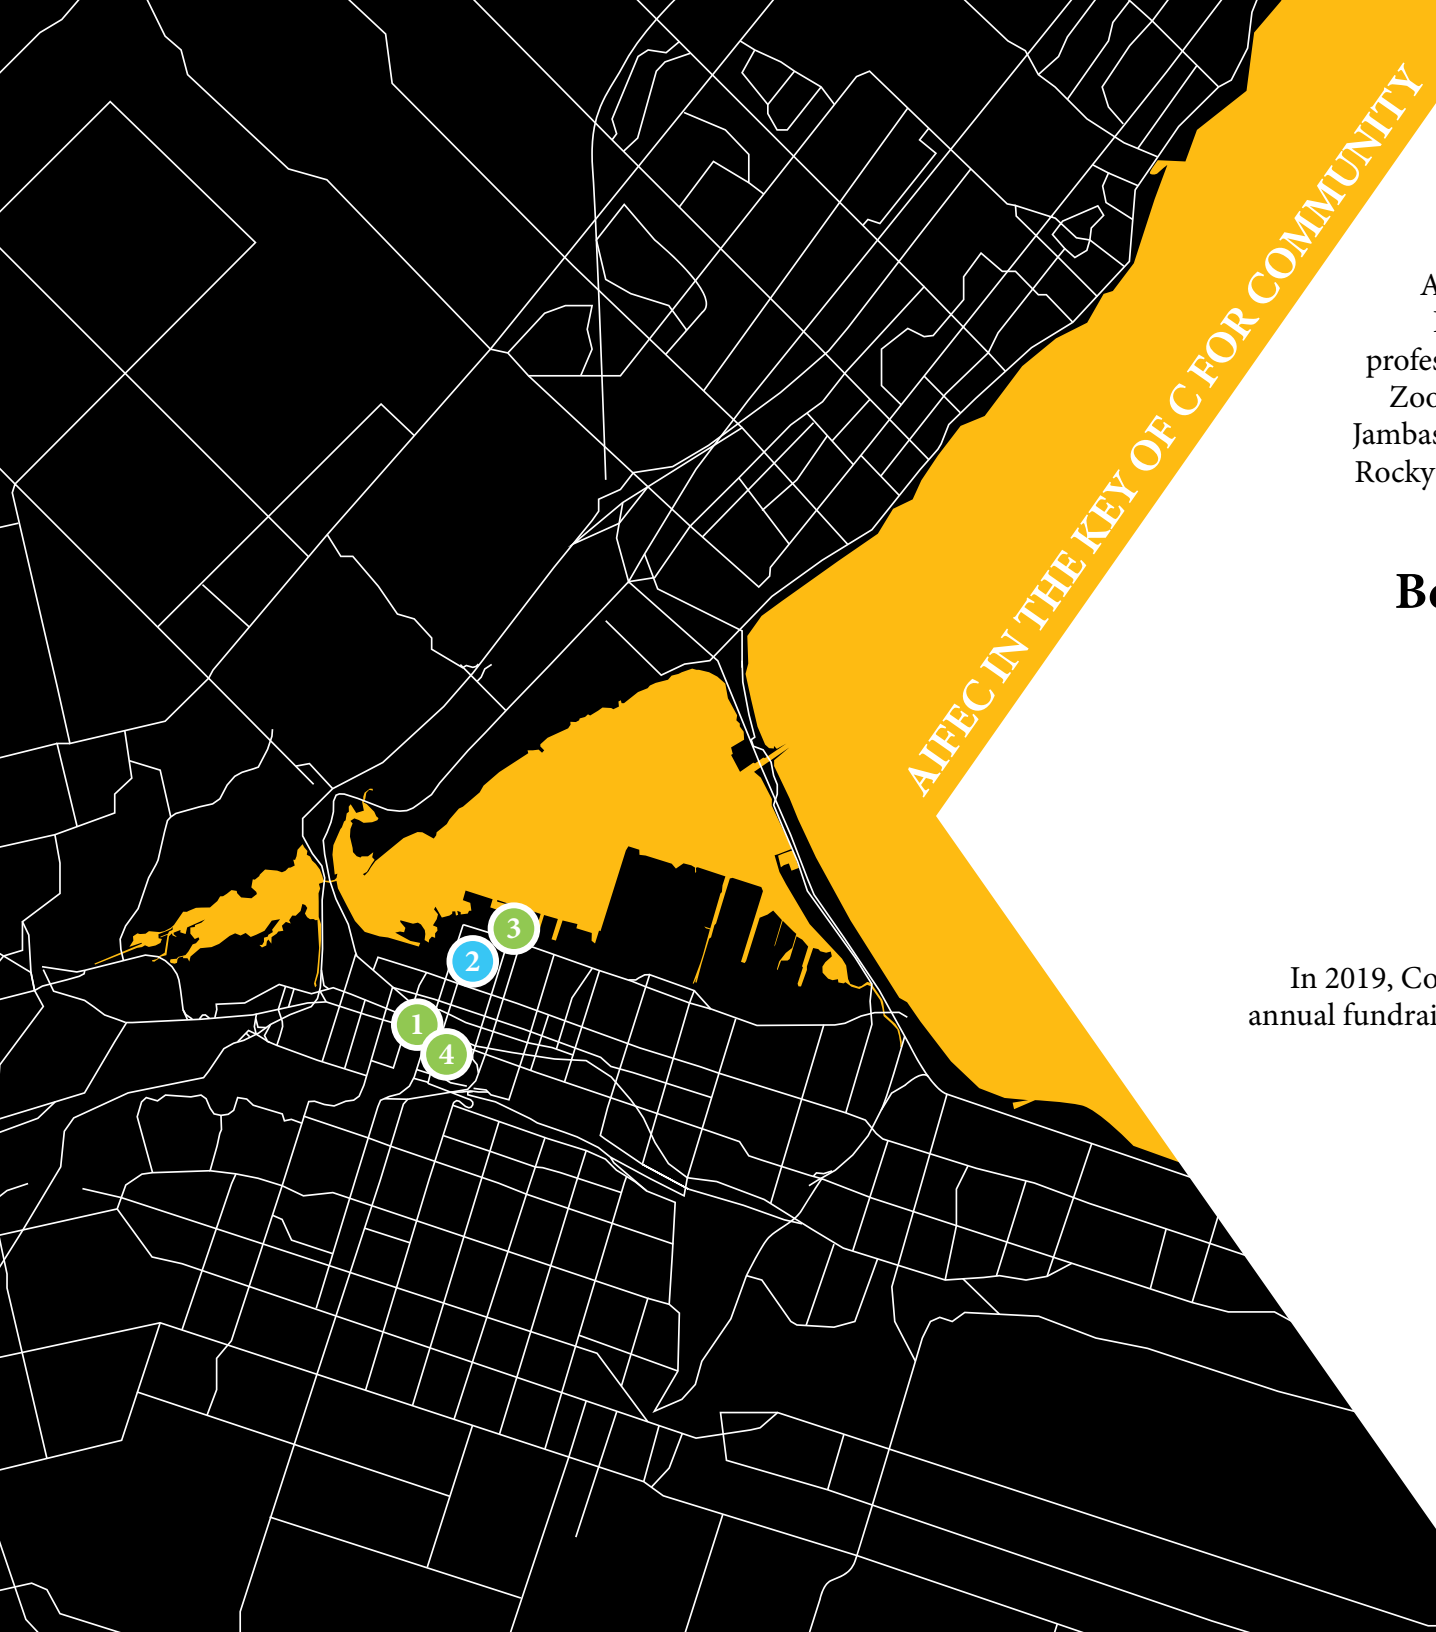 AIFEC IN THE KEY OF C FOR COMMUNITY
profes
Zoo
Jambas
Rocky
Be
In 2019, Co
annual fundrai
3
2
1
4